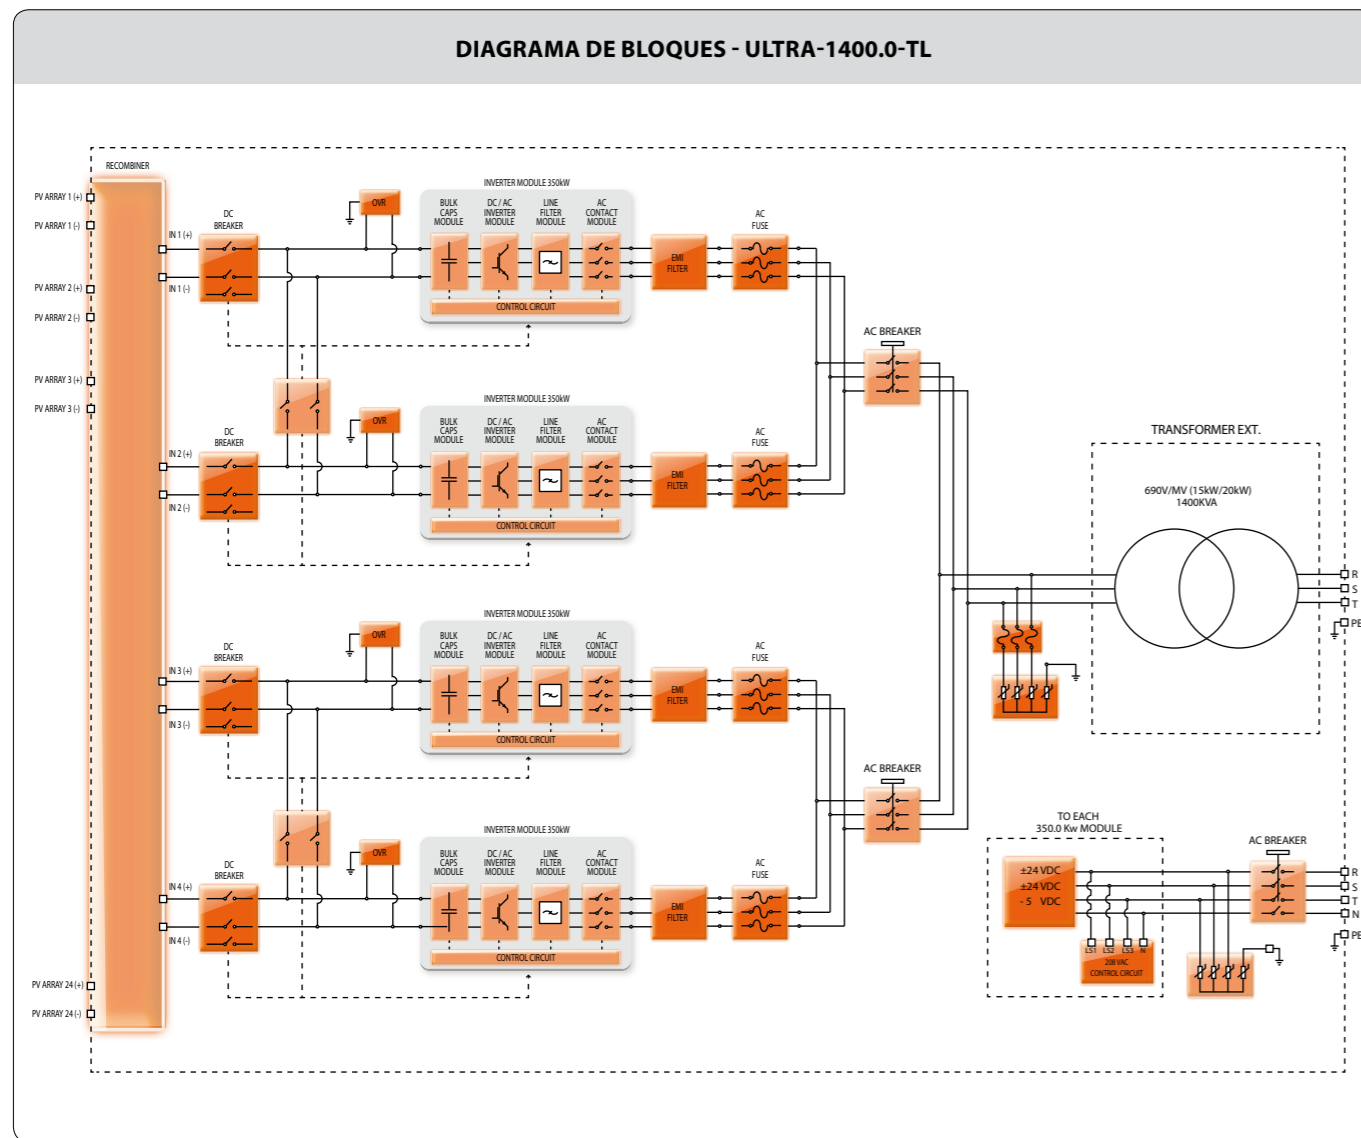 DIAGRAMA DE BLOQUES - ULTRA-1400.0-TL
RECOMBINER
PV ARRAY 1 (+)
PV ARRAY 1 (-)
PV ARRAY 2 (+)
PV ARRAY 2 (-)
PV ARRAY 3 (+)
PV ARRAY 3 (-)
PV ARRAY 24 (+)
PV ARRAY 24 (-)
IN 1 (+)
IN 1 (-)
DC
BREAKER
OVR
INVERTER MODULE 350kW
BULK
CAPS
MODULE
DC / AC
INVERTER
MODULE
LINE
FILTER
MODULE
AC
CONTACT
MODULE
CONTROL CIRCUIT
EMI
FILTER
AC
FUSE
IN 2 (+)
IN 2 (-)
DC
BREAKER
OVR
INVERTER MODULE 350kW
BULK
CAPS
MODULE
DC / AC
INVERTER
MODULE
LINE
FILTER
MODULE
AC
CONTACT
MODULE
CONTROL CIRCUIT
EMI
FILTER
AC
FUSE
AC BREAKER
IN 3 (+)
IN 3 (-)
DC
BREAKER
OVR
INVERTER MODULE 350kW
BULK
CAPS
MODULE
DC / AC
INVERTER
MODULE
LINE
FILTER
MODULE
AC
CONTACT
MODULE
CONTROL CIRCUIT
EMI
FILTER
AC
FUSE
IN 4 (+)
IN 4 (-)
DC
BREAKER
OVR
INVERTER MODULE 350kW
BULK
CAPS
MODULE
DC / AC
INVERTER
MODULE
LINE
FILTER
MODULE
AC
CONTACT
MODULE
CONTROL CIRCUIT
EMI
FILTER
AC
FUSE
AC BREAKER
TRANSFORMER EXT.
690V/MV (15kW/20kW)
1400KVA
R
S
T
PE
TO EACH
350.0 Kw MODULE
±24 VDC
±24 VDC
- 5 VDC
LS1 LS2 LS3 N
208 VAC
CONTROL CIRCUIT
AC BREAKER
R
S
T
N
PE